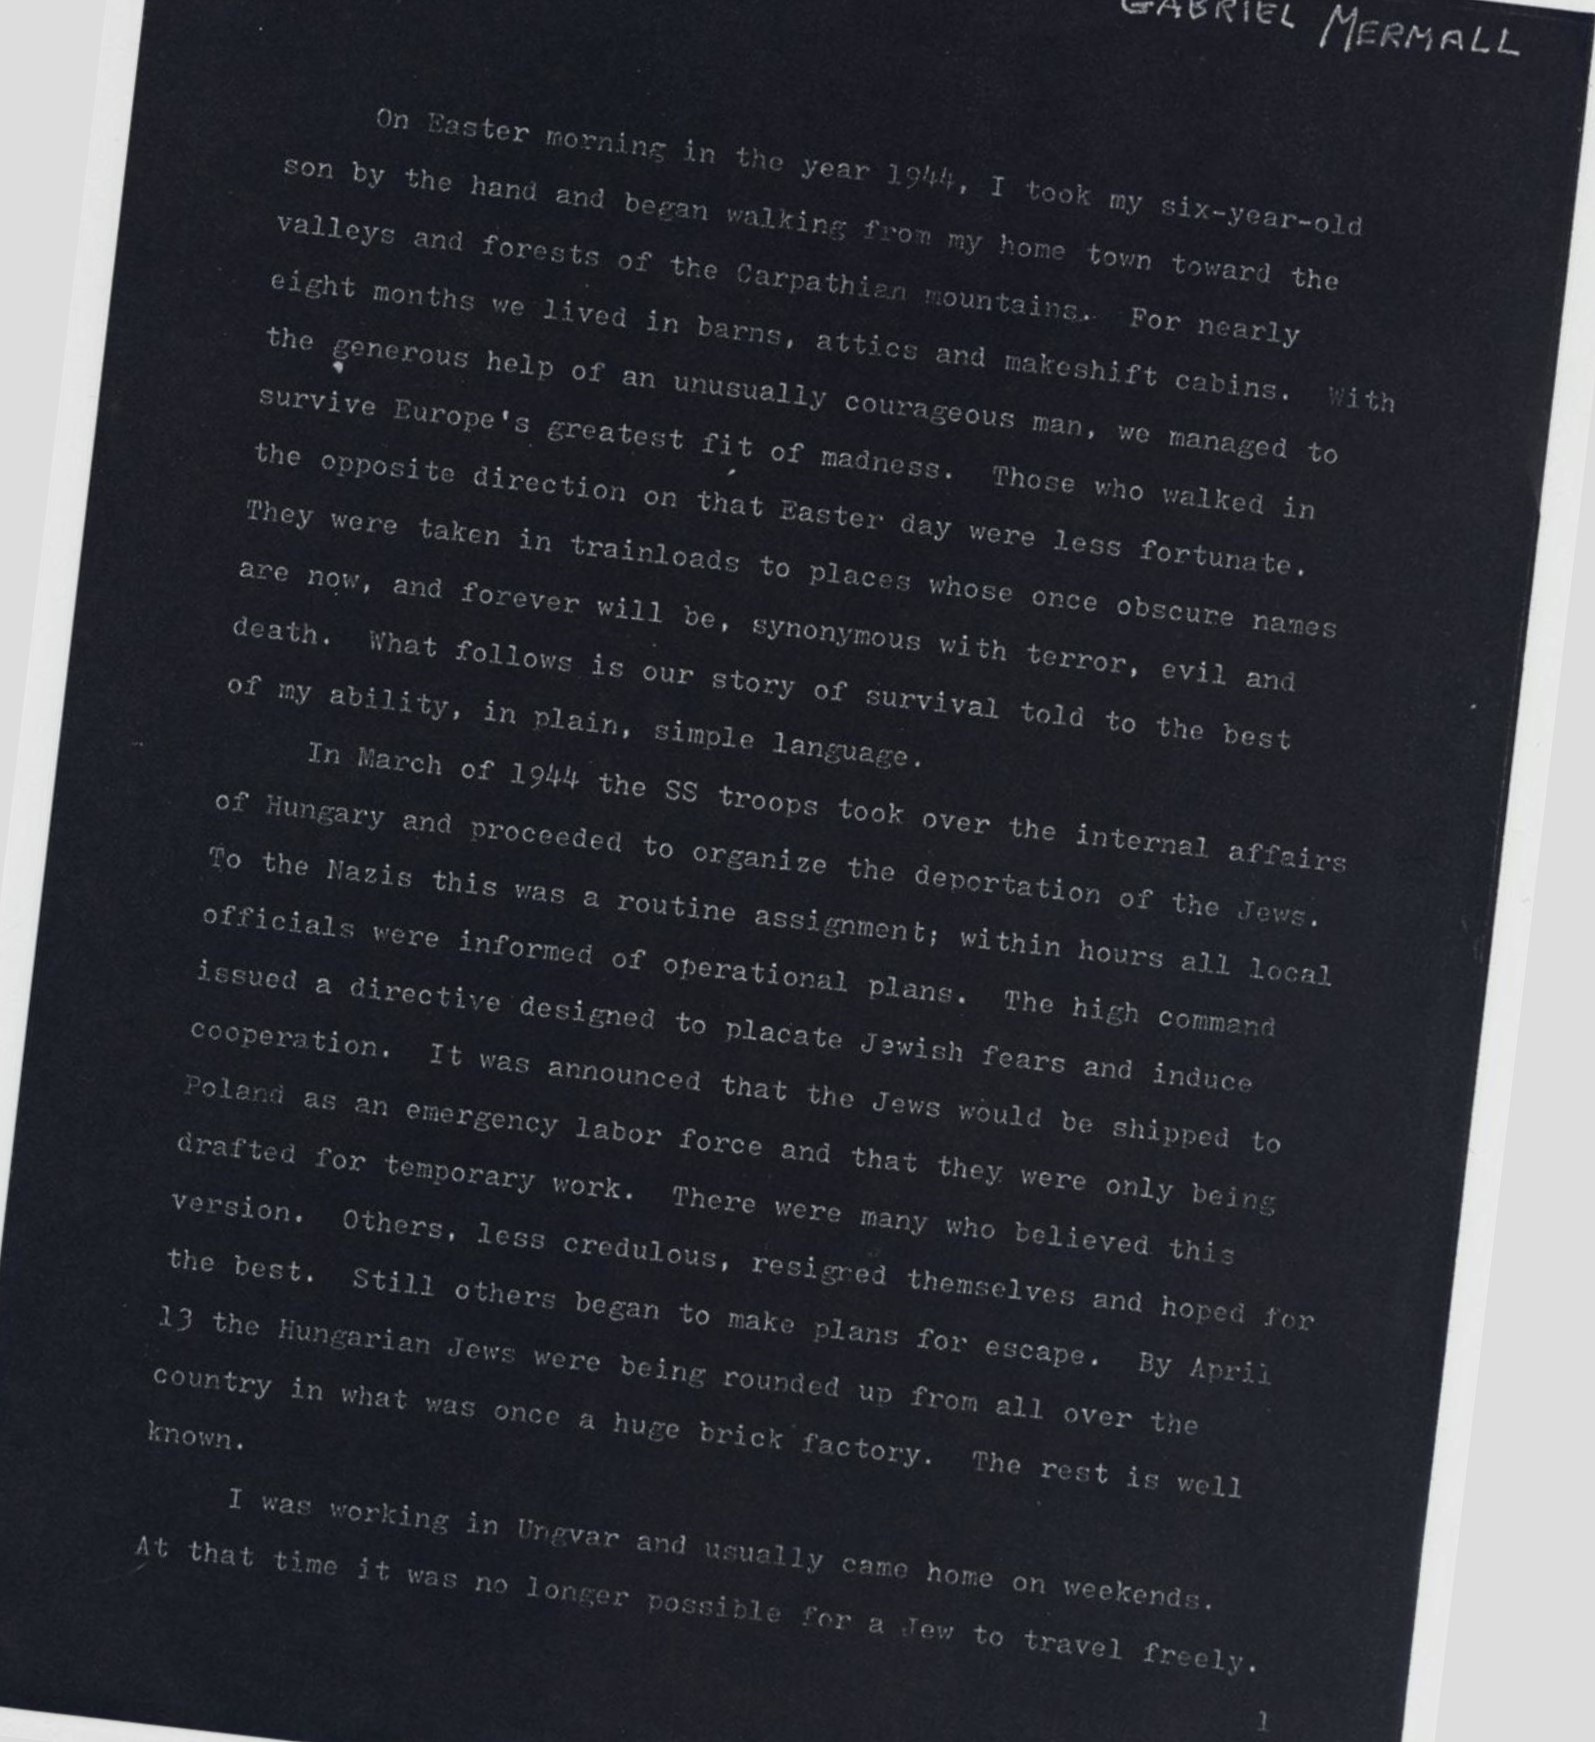 GABRIEL MERMALL
On Easter morning in the year 1944, I took my six-year-old
son by the hand and began walking from my home town toward the
valleys and forests of the Carpathian mountains. For nearly
eight months we lived in barns, attics and makeshift cabins. With
the generous help of an unusually courageous man, we managed to
survive Europe's greatest fit of madness. Those who walked in
the opposite direction on that Easter day were less fortunate.
They were taken in trainloads to places whose once obscure names
are now, and forever will be, synonymous with terror, evil and
death. What follows is our story of survival told to the best
of my ability, in plain, simple language.
In March of 1944 the SS troops took over the internal affairs
of Hungary and proceeded to organize the deportation of the Jews.
To the Nazis this was a routine assignment; within hours all local
officials were informed of operational plans. The high command
issued a directive designed to placate Jewish fears and induce
cooperation. It was announced that the Jews would be shipped to
Poland as an emergency labor force and that they were only being
drafted for temporary work. There were many who believed this
version. Others, less credulous, resigned themselves and hoped for
the best. Still others began to make plans for escape. By April
13 the Hungarian Jews were being rounded up from all over the
country in what was once a huge brick factory. The rest is well
known.
I was working in Ungvar and usually came home on weekends.
At that time it was no longer possible for a Jew to travel freely.
1